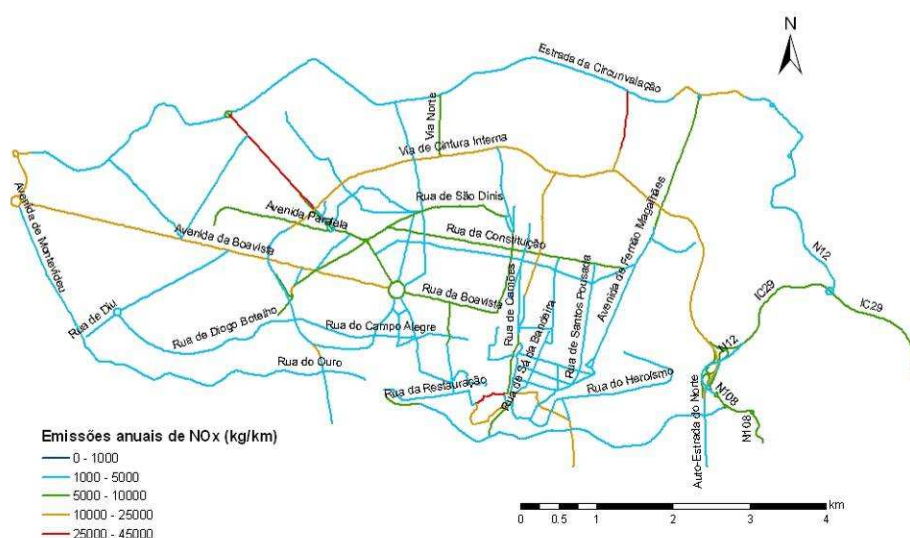 N
Estrada da Circunvalação
Via Norte
Via de Cintura Interna
Rua de São Dinis
Avenida de Fernão Magalhães
Avenida de Montevideu
Avenida da Boavista
Rua da Constituição
N12
IC29
IC29
Rua da Boavista
Rua de Camões
Rua de Santos Pousada
Rua de Sá da Bandeira
Rua de Diu
Rua de Diogo Botelho
Rua do Campo Alegre
Rua do Ouro
Rua da Restauração
Rua do Heroísmo
N12
N108
N108
Auto-Estrada do Norte
Emissões anuais de NOx (kg/km)
0 - 1000
1000 - 5000
5000 - 10000
10000 - 25000
25000 - 45000
km
0 0.5 1 2 3 4